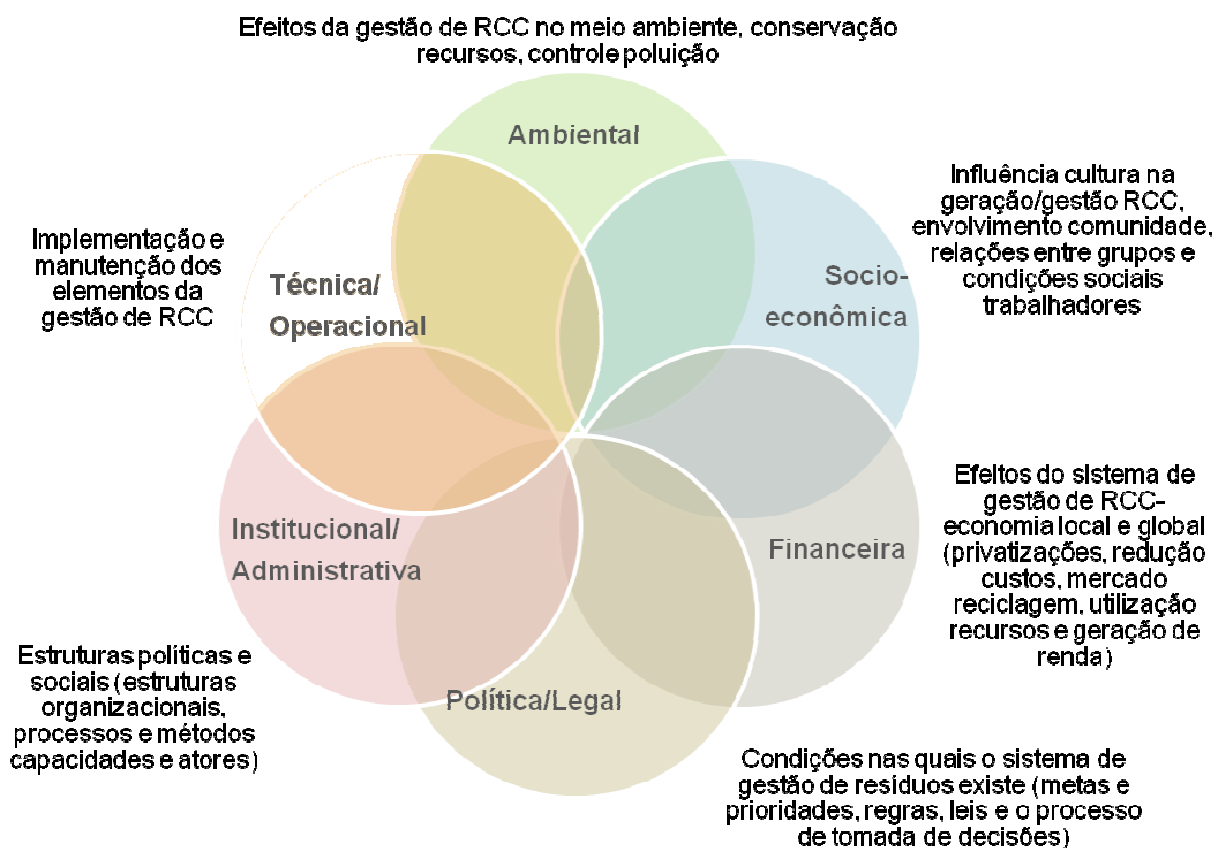 Efeitos da gestão de RCC no meio ambiente, conservação
recursos, controle poluição
Ambiental
Influência cultura na
geração/gestão RCC,
envolvimento comunidade,
relações entre grupos e
condições sociais
trabalhadores
Implementação e
manutenção dos
elementos da
gestão de RCC
Técnica/
Operacional
Socio-
econômica
Efeitos do sistema de
gestão de RCC-
economia local e global
(privatizações, redução
custos, mercado
reciclagem, utilização
recursos e geração de
renda)
Institucional/
Administrativa
Financeira
Estruturas políticas e
sociais (estruturas
organizacionais,
processos e métodos
capacidades e atores)
Política/Legal
Condições nas quais o sistema de
gestão de resíduos existe (metas e
prioridades, regras, leis e o processo
de tomada de decisões)